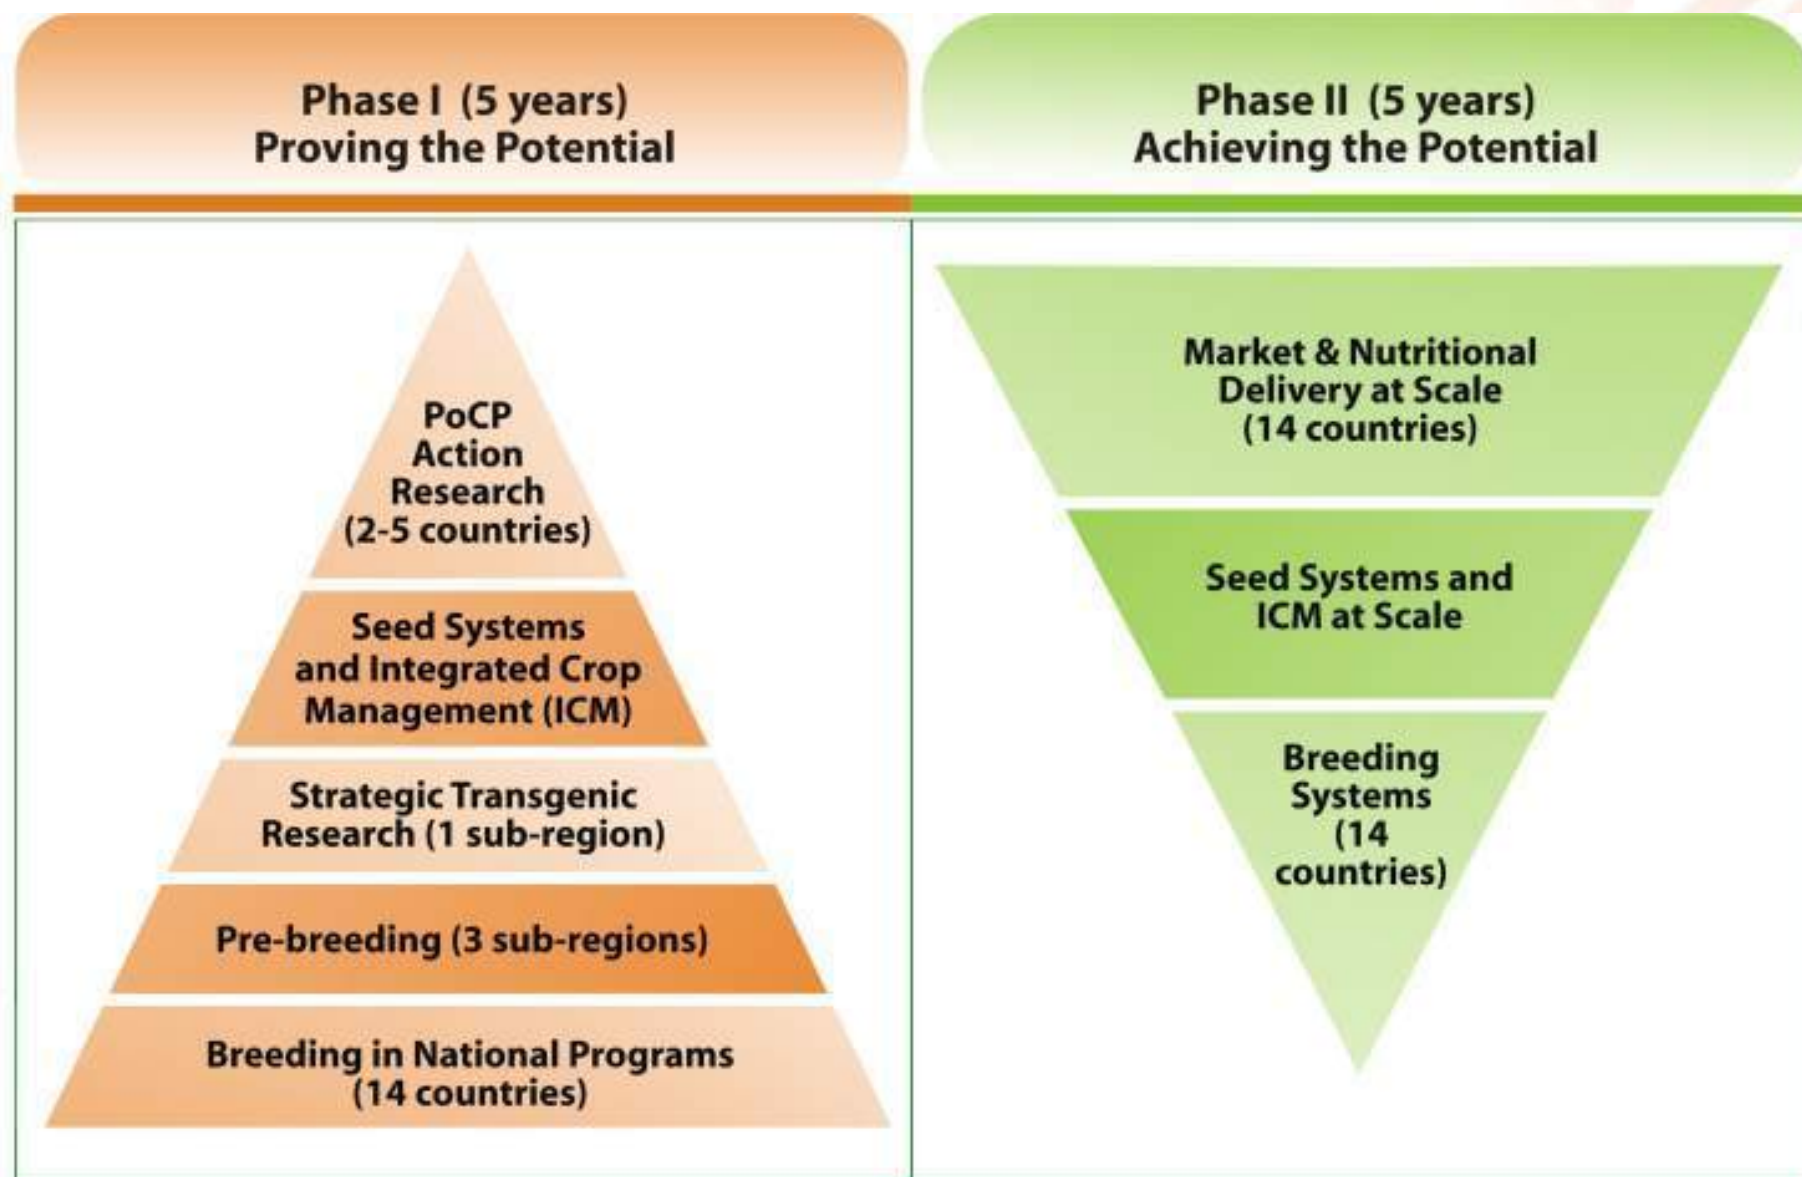 Phase I (5 years)
Proving the Potential
PoCP
Action
Research
(2-5 countries)
Seed Systems
and Integrated Crop
Management (ICM)
Strategic Transgenic
Research (1 sub-region)
Pre-breeding (3 sub-regions)
Breeding in National Programs
(14 countries)
Phase II (5 years)
Achieving the Potential
Market & Nutritional
Delivery at Scale
(14 countries)
Seed Systems and
ICM at Scale
Breeding
Systems
(14
countries)